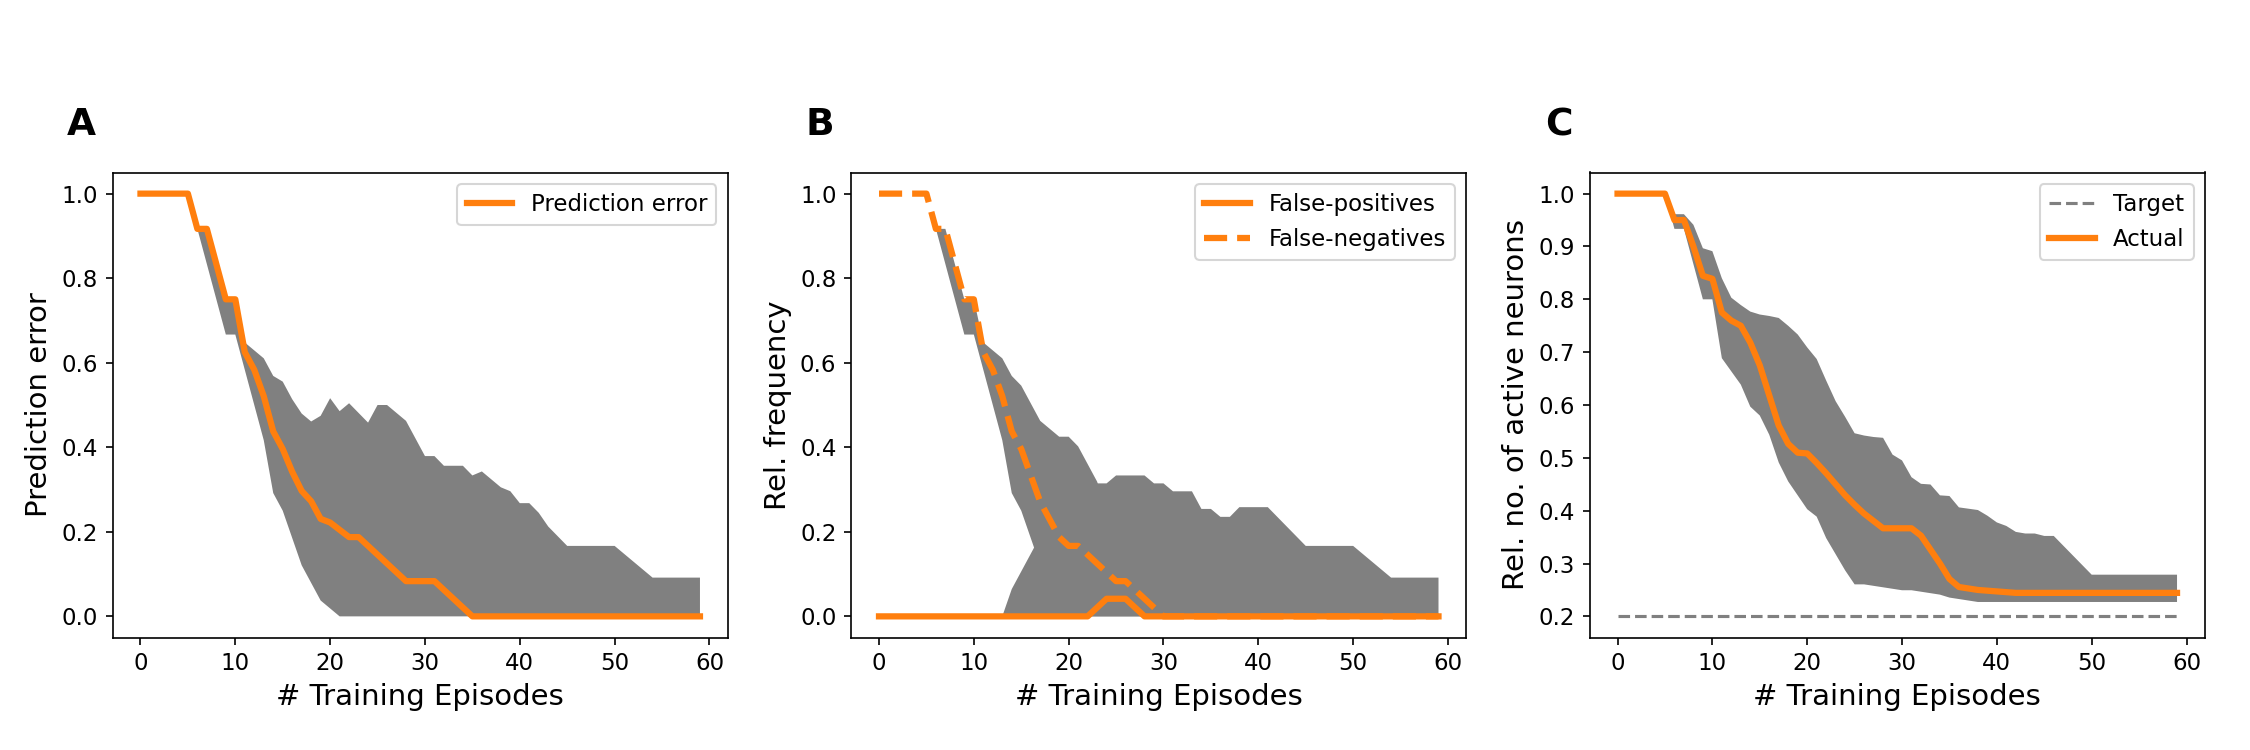 A
B
C
Prediction error
1.0
0.8
0.6
0.4
0.2
0.0
0 10 20 30 40 50 60
# Training Episodes
Prediction error
Rel. frequency
1.0
0.8
0.6
0.4
0.2
0.0
0 10 20 30 40 50 60
# Training Episodes
False-positives
False-negatives
Rel. no. of active neurons
1.0
0.9
0.8
0.7
0.6
0.5
0.4
0.3
0.2
0 10 20 30 40 50 60
# Training Episodes
Target
Actual